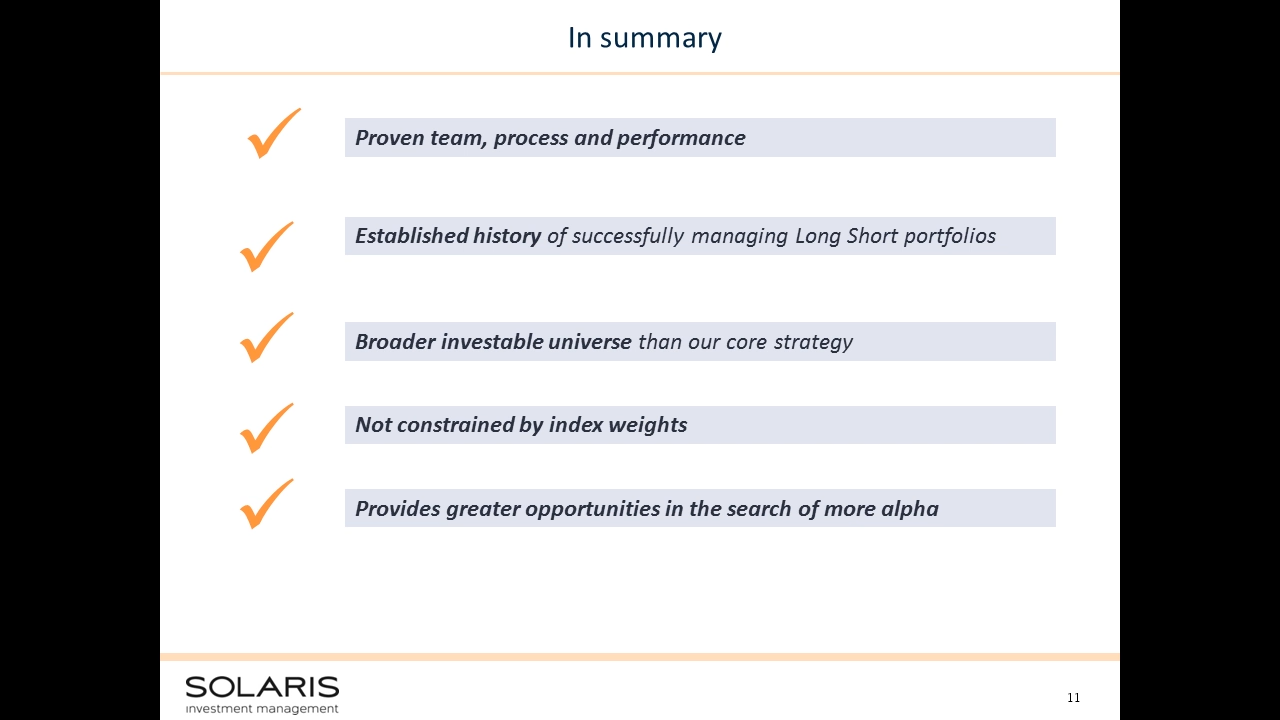 In summary
Proven team, process and performance
Established history of successfully managing Long Short portfolios
Broader investable universe than our core strategy
Not constrained by index weights
Provides greater opportunities in the search of more alpha
SOLARIS
investment management
11